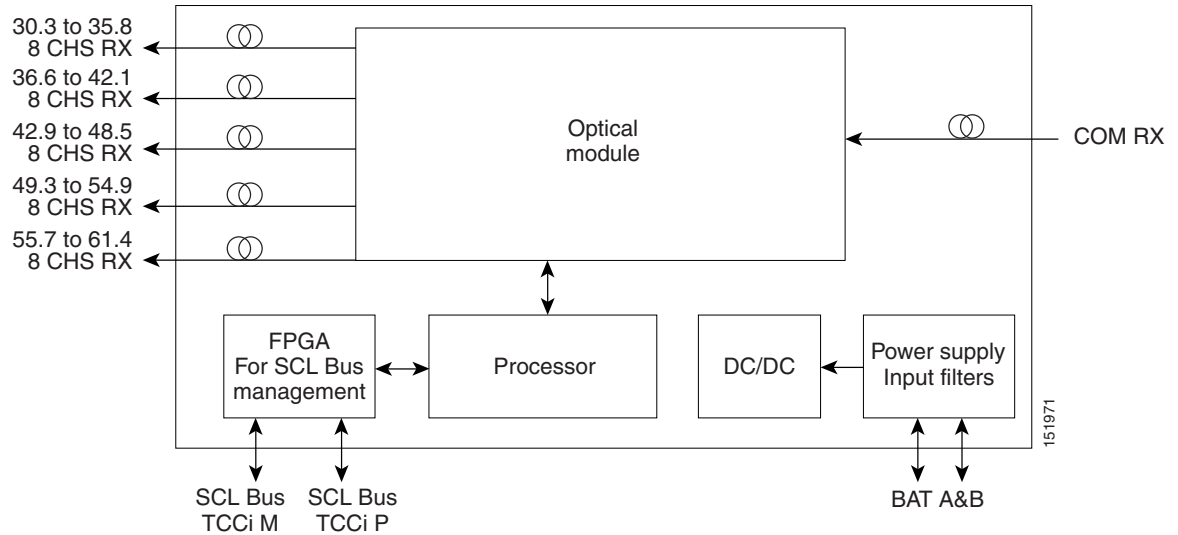 30.3 to 35.8
8 CHS RX
36.6 to 42.1
8 CHS RX
42.9 to 48.5
8 CHS RX
49.3 to 54.9
8 CHS RX
55.7 to 61.4
8 CHS RX
Optical
module
COM RX
FPGA
For SCL Bus
management
Processor
DC/DC
Power supply
Input filters
151971
SCL Bus
TCCi M
SCL Bus
TCCi P
BAT A&B